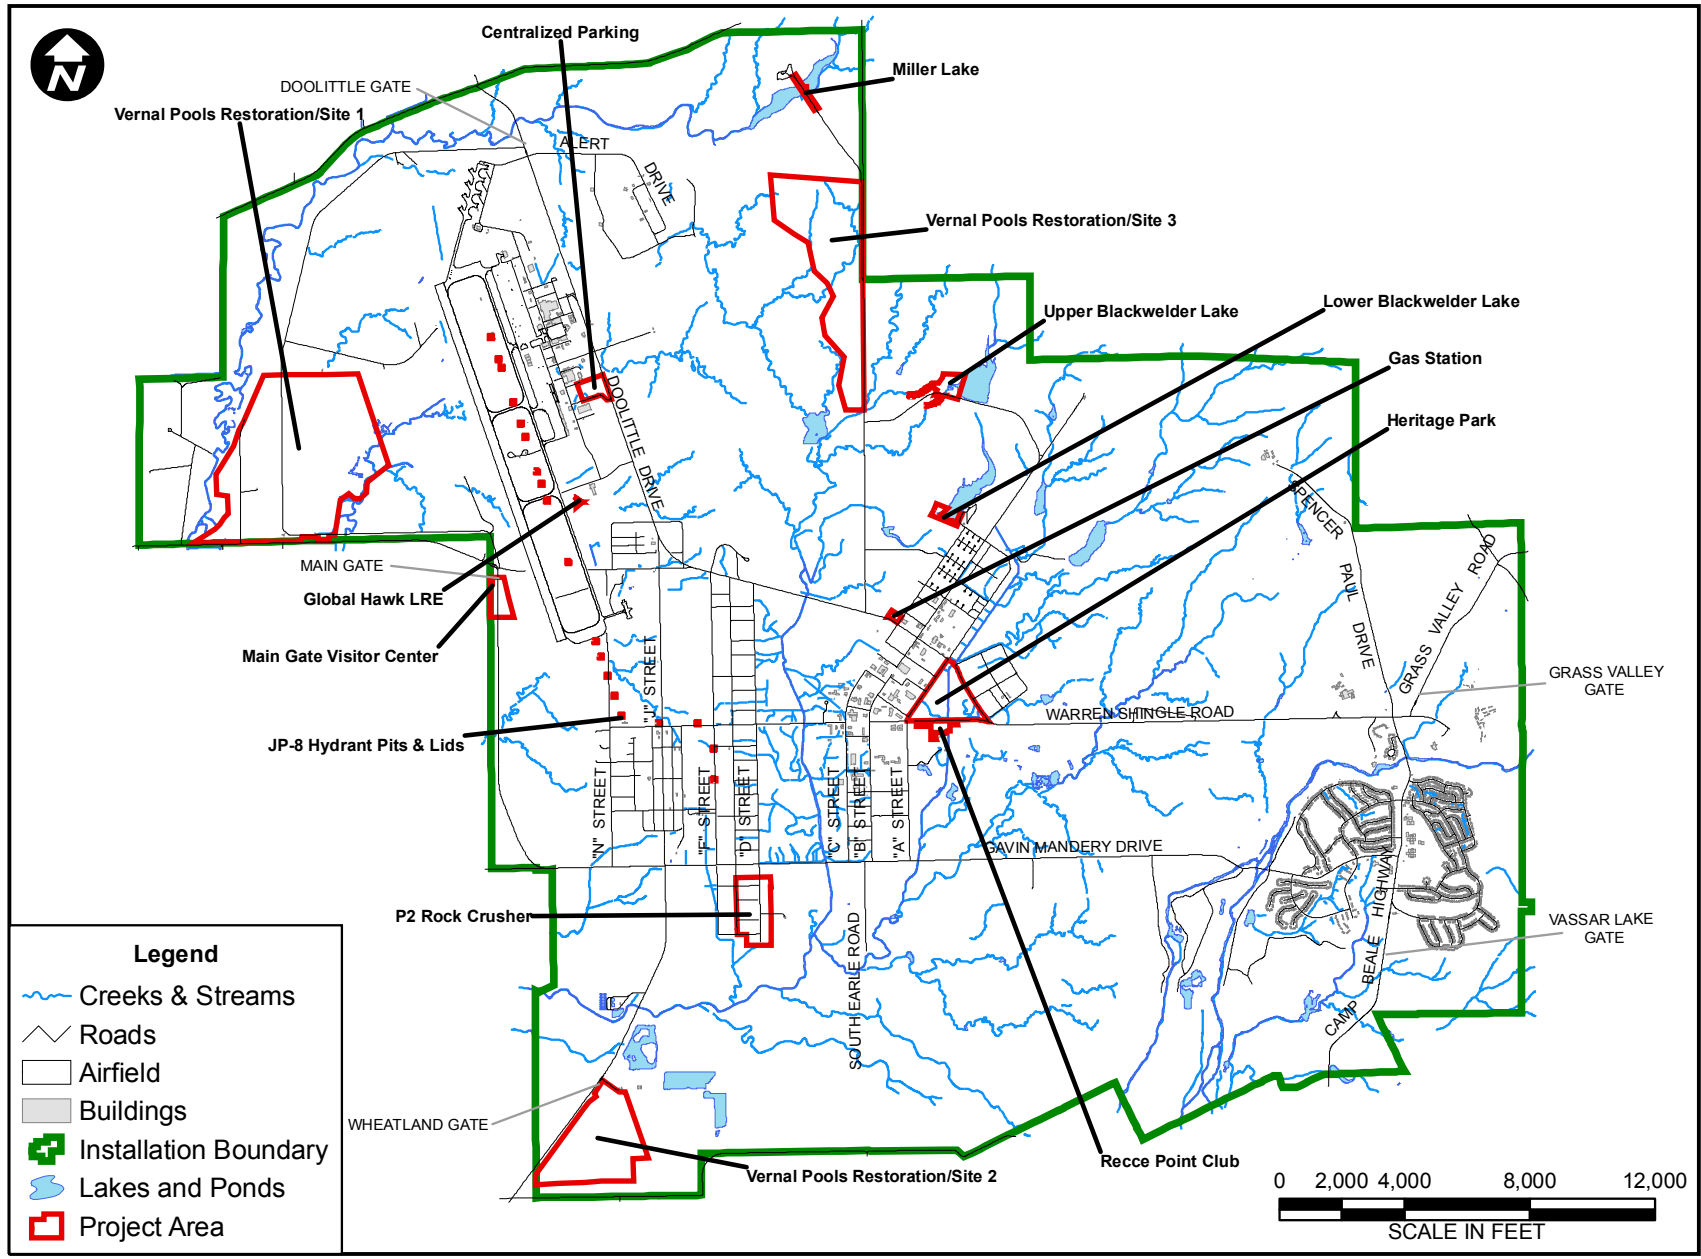 N
Centralized Parking
Miller Lake
DOOLITTLE GATE
Vernal Pools Restoration/Site 1
ALERT
DRIVE
Vernal Pools Restoration/Site 3
Upper Blackwelder Lake
Lower Blackwelder Lake
Gas Station
Heritage Park
DOOLITTLE DRIVE
SPENCER
PAUL
DRIVE
GRASS VALLEY ROAD
MAIN GATE
Global Hawk LRE
Main Gate Visitor Center
GRASS VALLEY
GATE
"J" STREET
WARREN SHINGLE ROAD
JP-8 Hydrant Pits & Lids
"N" STREET
"F" STREET
"D" STREET
"C" STREET
"B" STREET
"A" STREET
GAVIN MANDERY DRIVE
P2 Rock Crusher
SOUTH EARLE ROAD
CAMP
BEALE
HIGHWAY
VASSAR LAKE
GATE
WHEATLAND GATE
Vernal Pools Restoration/Site 2
Recce Point Club
Legend
Creeks & Streams
Roads
Airfield
Buildings
Installation Boundary
Lakes and Ponds
Project Area
0 2,000 4,000 8,000 12,000
SCALE IN FEET